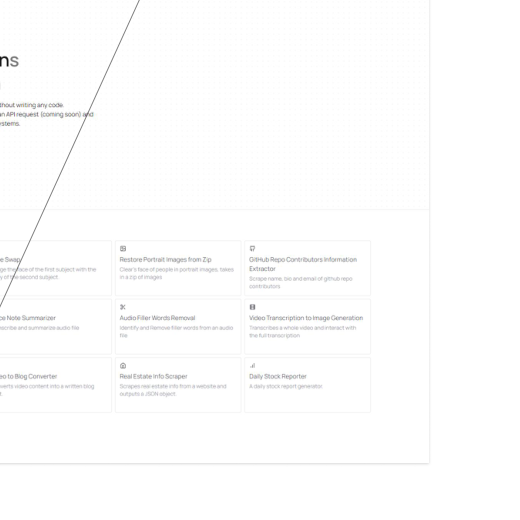 ns
thout writing any code.
an API request (coming soon) and
ystems.
e Swap
ge the face of the first subject with the
y of the second subject
Restore Portrait Images from Zip
Clear's face of people in portrait images, takes
in a zip of images
GitHub Repo Contributors Information
Extractor
Scrape name, bio and email of github repo
contributors
ce Note Summarizer
scribe and summarize audio file
Audio Filler Words Removal
Identify and Remove filler words from an audio
file
Video Transcription to Image Generation
Transcribes a whole video and interact with
the full transcription
eo to Blog Converter
verts video content into a written blog
t.
Real Estate Info Scraper
Scrapes real estate info from a website and
outputs a JSON object
Daily Stock Reporter
A daily stock report generator.